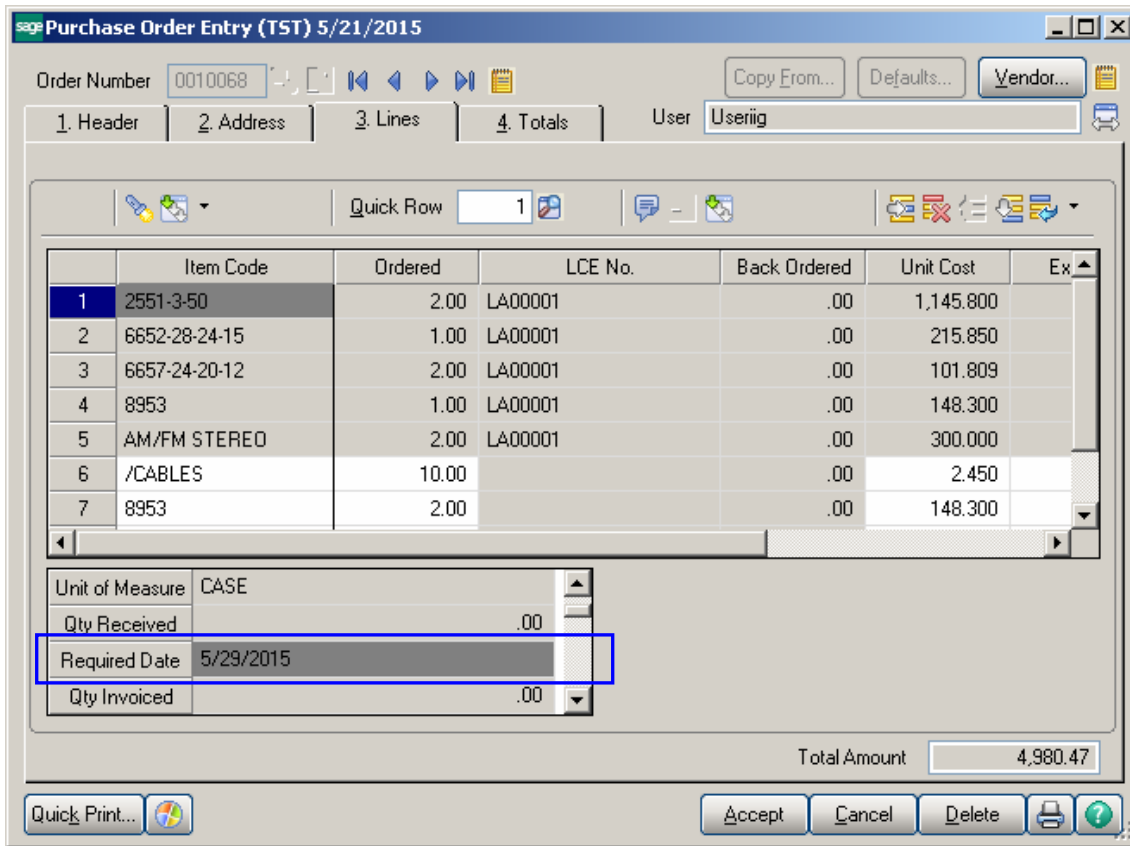 sage Purchase Order Entry (TST) 5/21/2015
Order Number 0010068 Copy From... Defaults... Vendor...
1. Header 2. Address 3. Lines 4. Totals User Useriig
Quick Row 1
Item Code Ordered LCE No. Back Ordered Unit Cost Ex
1 2551-3-50 2.00 LA00001 .00 1,145.800
2 6652-28-24-15 1.00 LA00001 .00 215.850
3 6657-24-20-12 2.00 LA00001 .00 101.809
4 8953 1.00 LA00001 .00 148.300
5 AM/FM STEREO 2.00 LA00001 .00 300.000
6 /CABLES 10.00 .00 2.450
7 8953 2.00 .00 148.300
Unit of Measure CASE
Qty Received .00
Required Date 5/29/2015
Qty Invoiced .00
Total Amount 4,980.47
Quick Print... Accept Cancel Delete